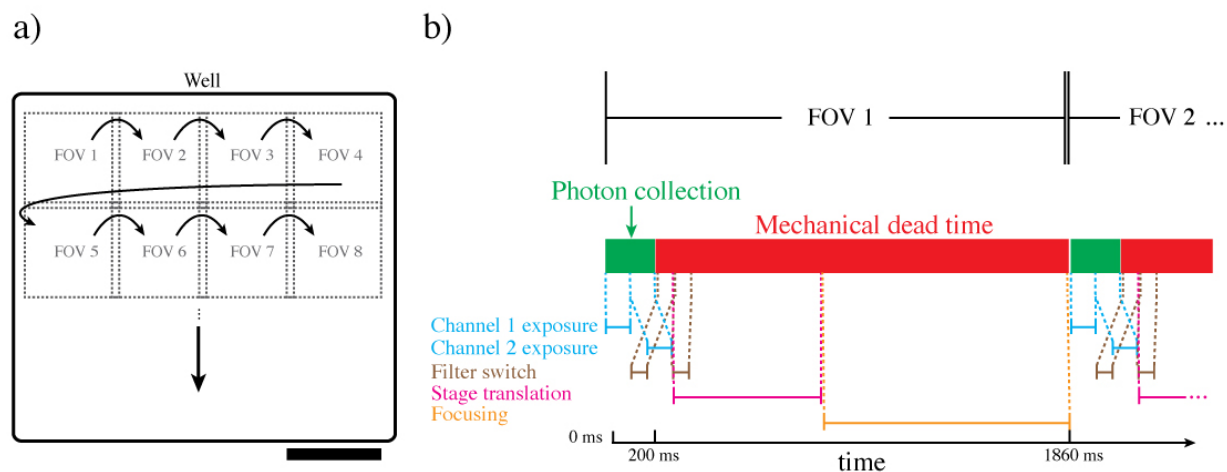 a)
Well
FOV 1
FOV 2
FOV 3
FOV 4
FOV 5
FOV 6
FOV 7
FOV 8
b)
FOV 1
FOV 2 ...
Photon collection
Mechanical dead time
Channel 1 exposure
Channel 2 exposure
Filter switch
Stage translation
Focusing
0 ms
200 ms
time
1860 ms